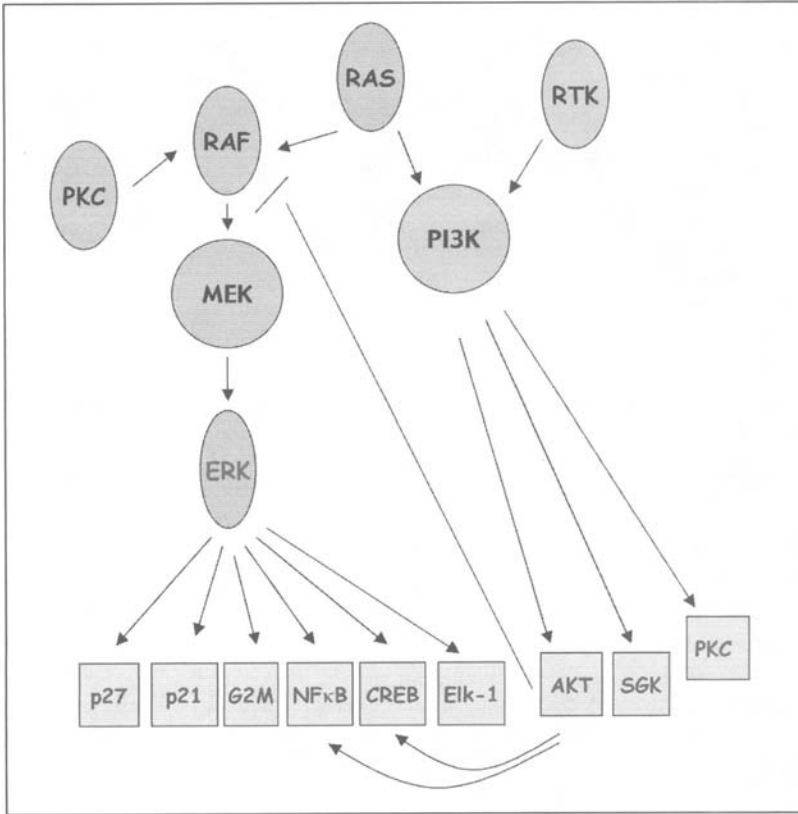 RAS
RTK
RAF
PKC
PI3K
MEK
ERK
PKC
p27
p21
G2M
NFκB
CREB
Elk-1
AKT
SGK